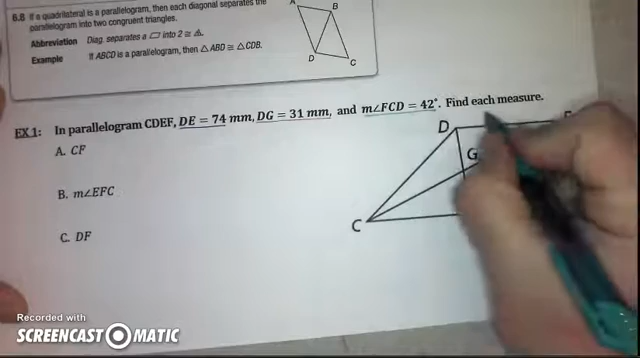 6.8 If a quadrilateral is a parallelogram, then each diagonal separates the
parallelogram into two congruent triangles.
Abbreviation Diag. separates a ▱ into 2 ≅ △.
Example If ABCD is a parallelogram, then △ ABD ≅ △ CDB.
A
B
D
C
EX.1: In parallelogram CDEF, DE = 74 mm, DG = 31 mm, and m∠FCD = 42°. Find each measure.
A. CF
B. m∠EFC
C. DF
D
G
C
Recorded with
SCREENCAST O MATIC